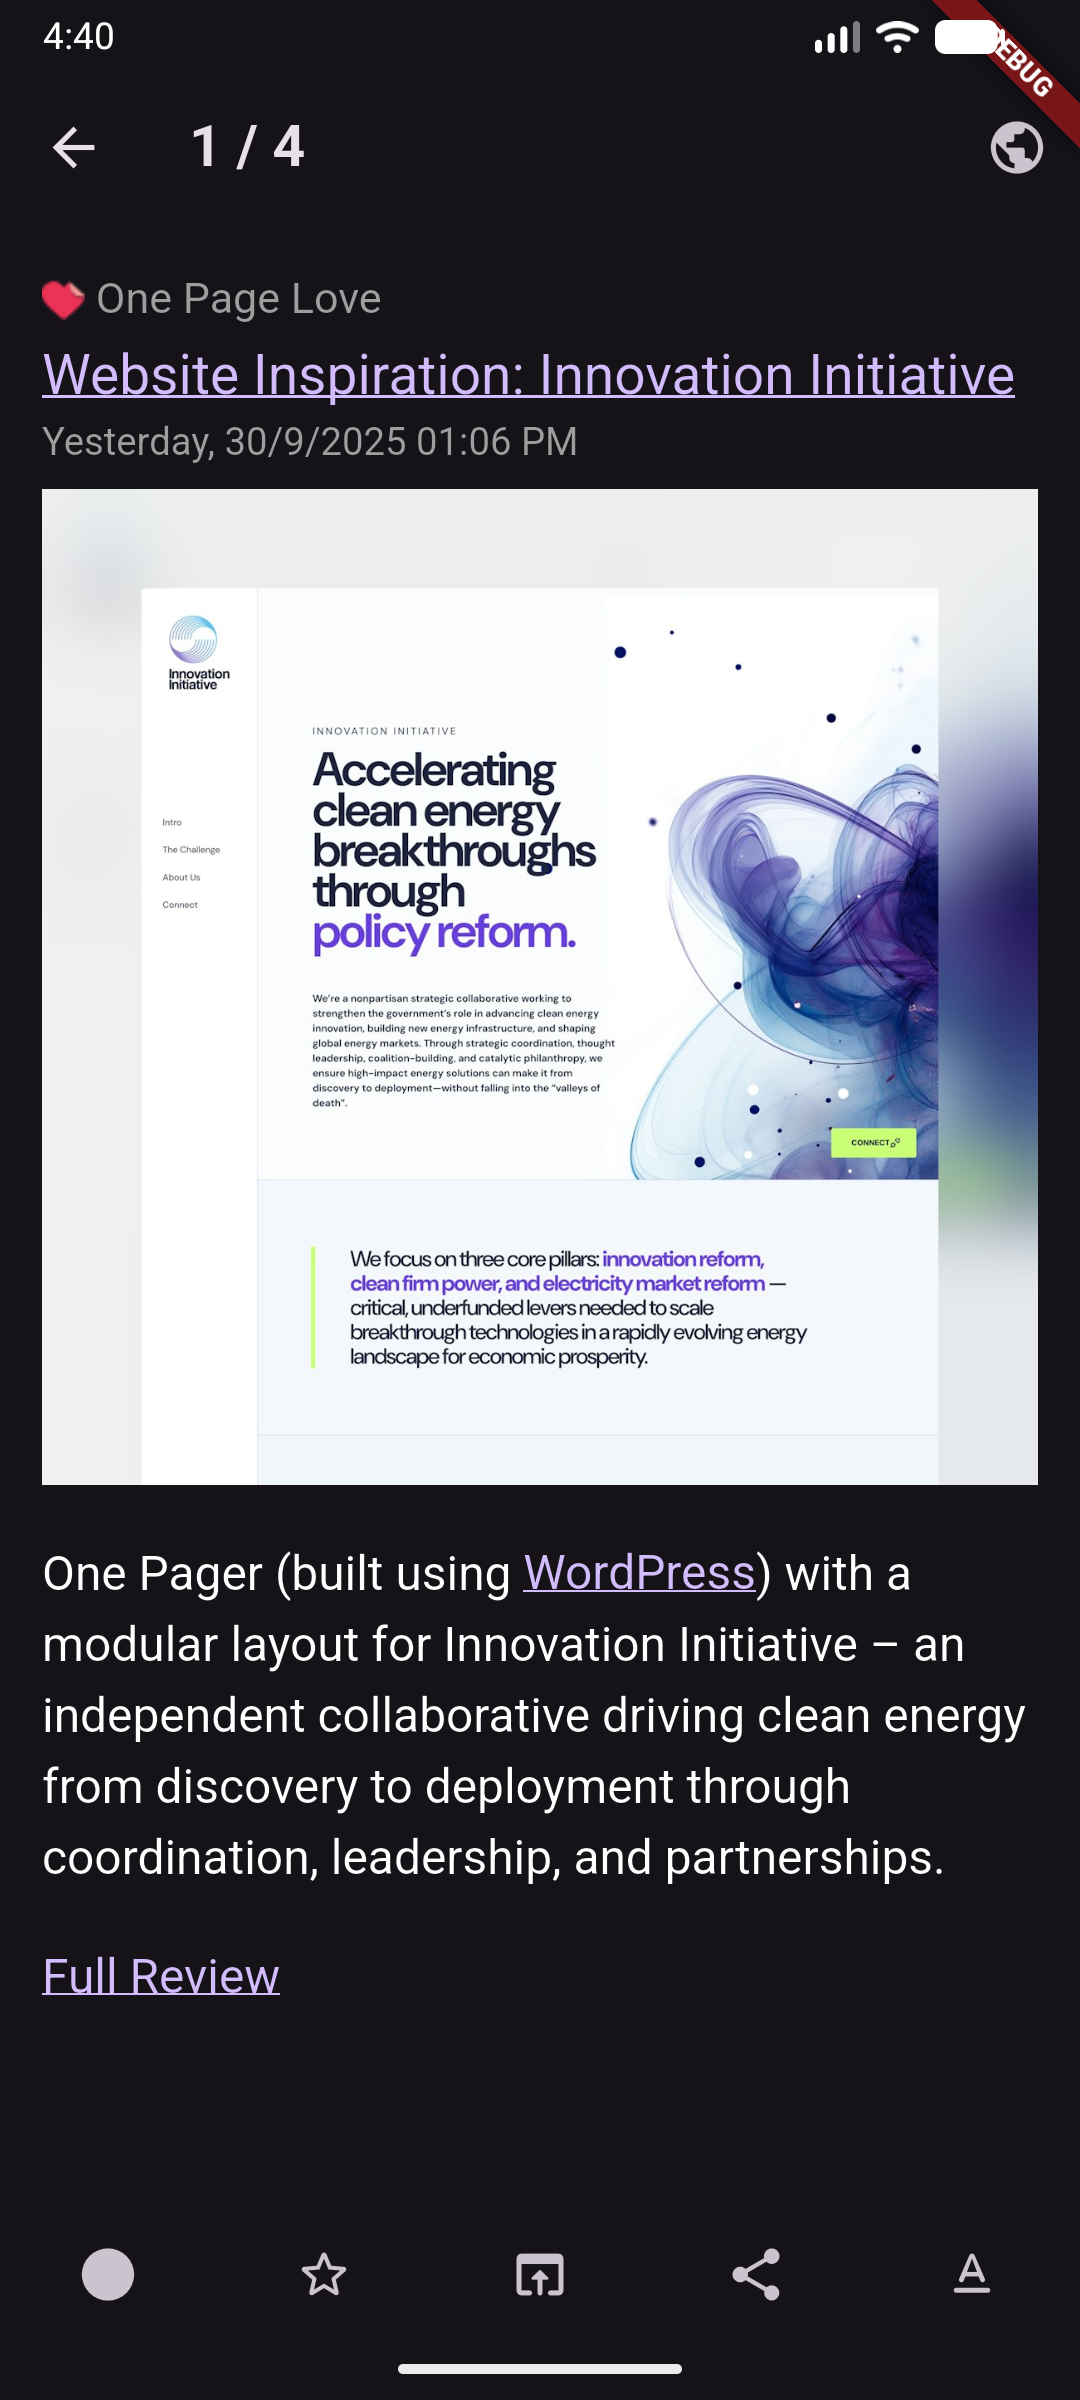 4:40
EBUG
1 / 4
One Page Love
Website Inspiration: Innovation Initiative
Yesterday, 30/9/2025 01:06 PM
Innovation
Initiative
Intro
The Challenge
About Us
Connect
INNOVATION INITIATIVE
Accelerating
clean energy
breakthroughs
through
policy reform.
We're a nonpartisan strategic collaborative working to
strengthen the government's role in advancing clean energy
innovation, building new energy infrastructure, and shaping
global energy markets. Through strategic coordination, thought
leadership, coalition-building, and catalytic philanthropy, we
ensure high-impact energy solutions can make it from
discovery to deployment—without falling into the "valleys of
death".
CONNECT
We focus on three core pillars: innovation reform,
clean firm power, and electricity market reform —
critical, underfunded levers needed to scale
breakthrough technologies in a rapidly evolving energy
landscape for economic prosperity.
One Pager (built using WordPress) with a
modular layout for Innovation Initiative – an
independent collaborative driving clean energy
from discovery to deployment through
coordination, leadership, and partnerships.
Full Review